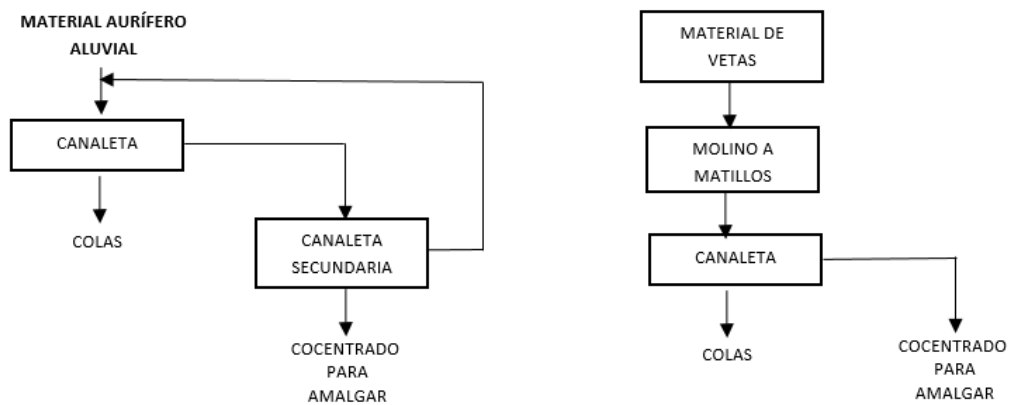 MATERIAL AURÍFERO
ALUVIAL
CANALETA
COLAS
CANALETA
SECUNDARIA
COCENTRADO
PARA
AMALGAR
MATERIAL DE
VETAS
MOLINO A
MATILLOS
CANALETA
COLAS
COCENTRADO
PARA
AMALGAR